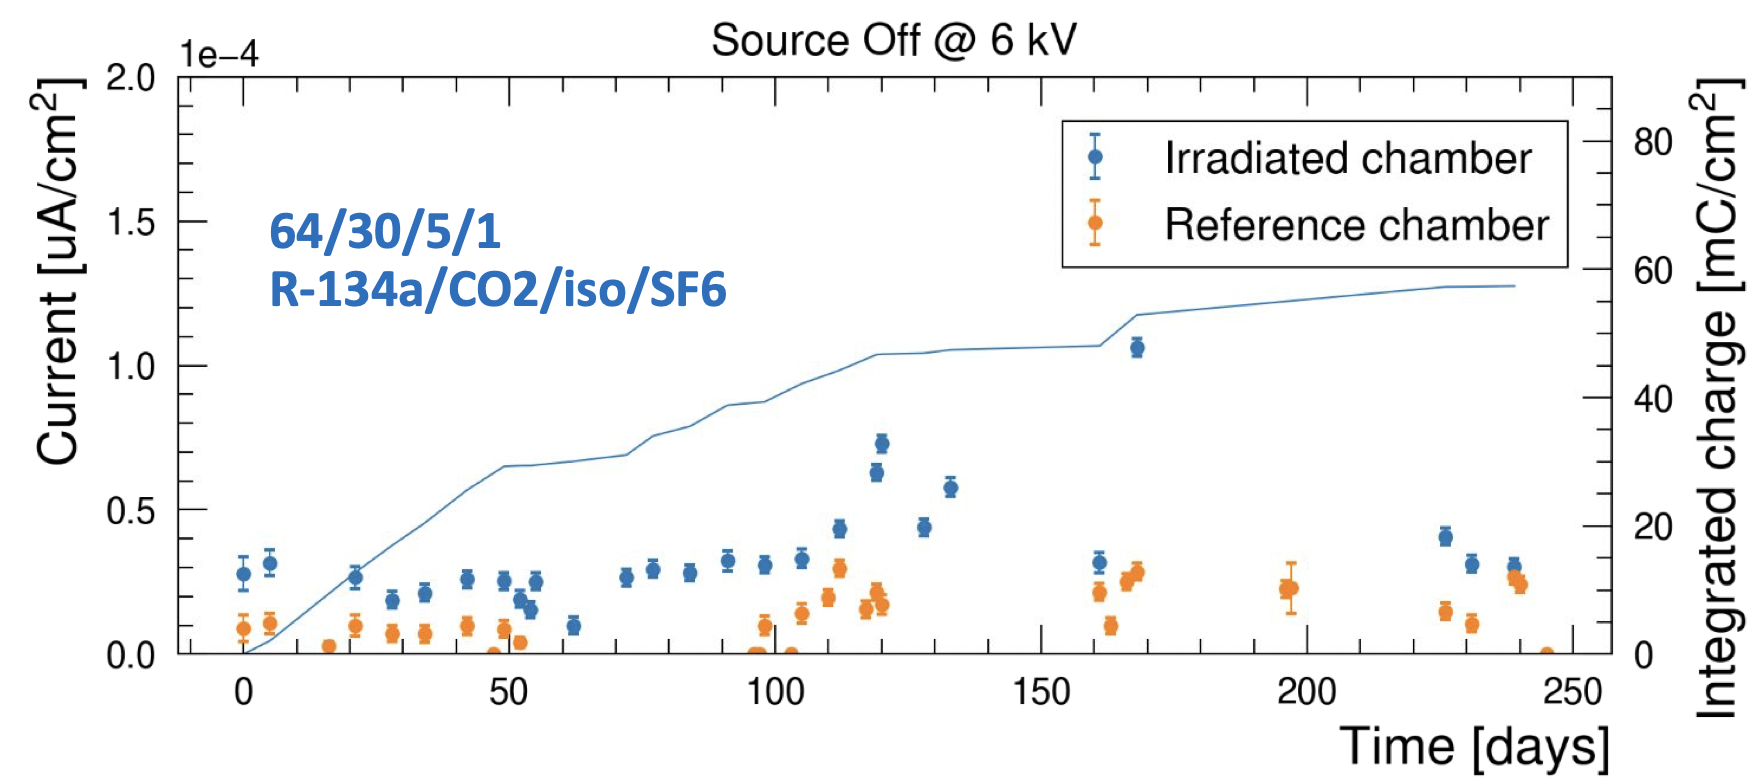 Source Off @ 6 kV
1e−4
2.0
1.5
1.0
0.5
0.0
Current [uA/cm²]
64/30/5/1
R-134a/CO2/iso/SF6
Irradiated chamber
Reference chamber
80
60
40
20
0
Integrated charge [mC/cm²]
0 50 100 150 200 250
Time [days]